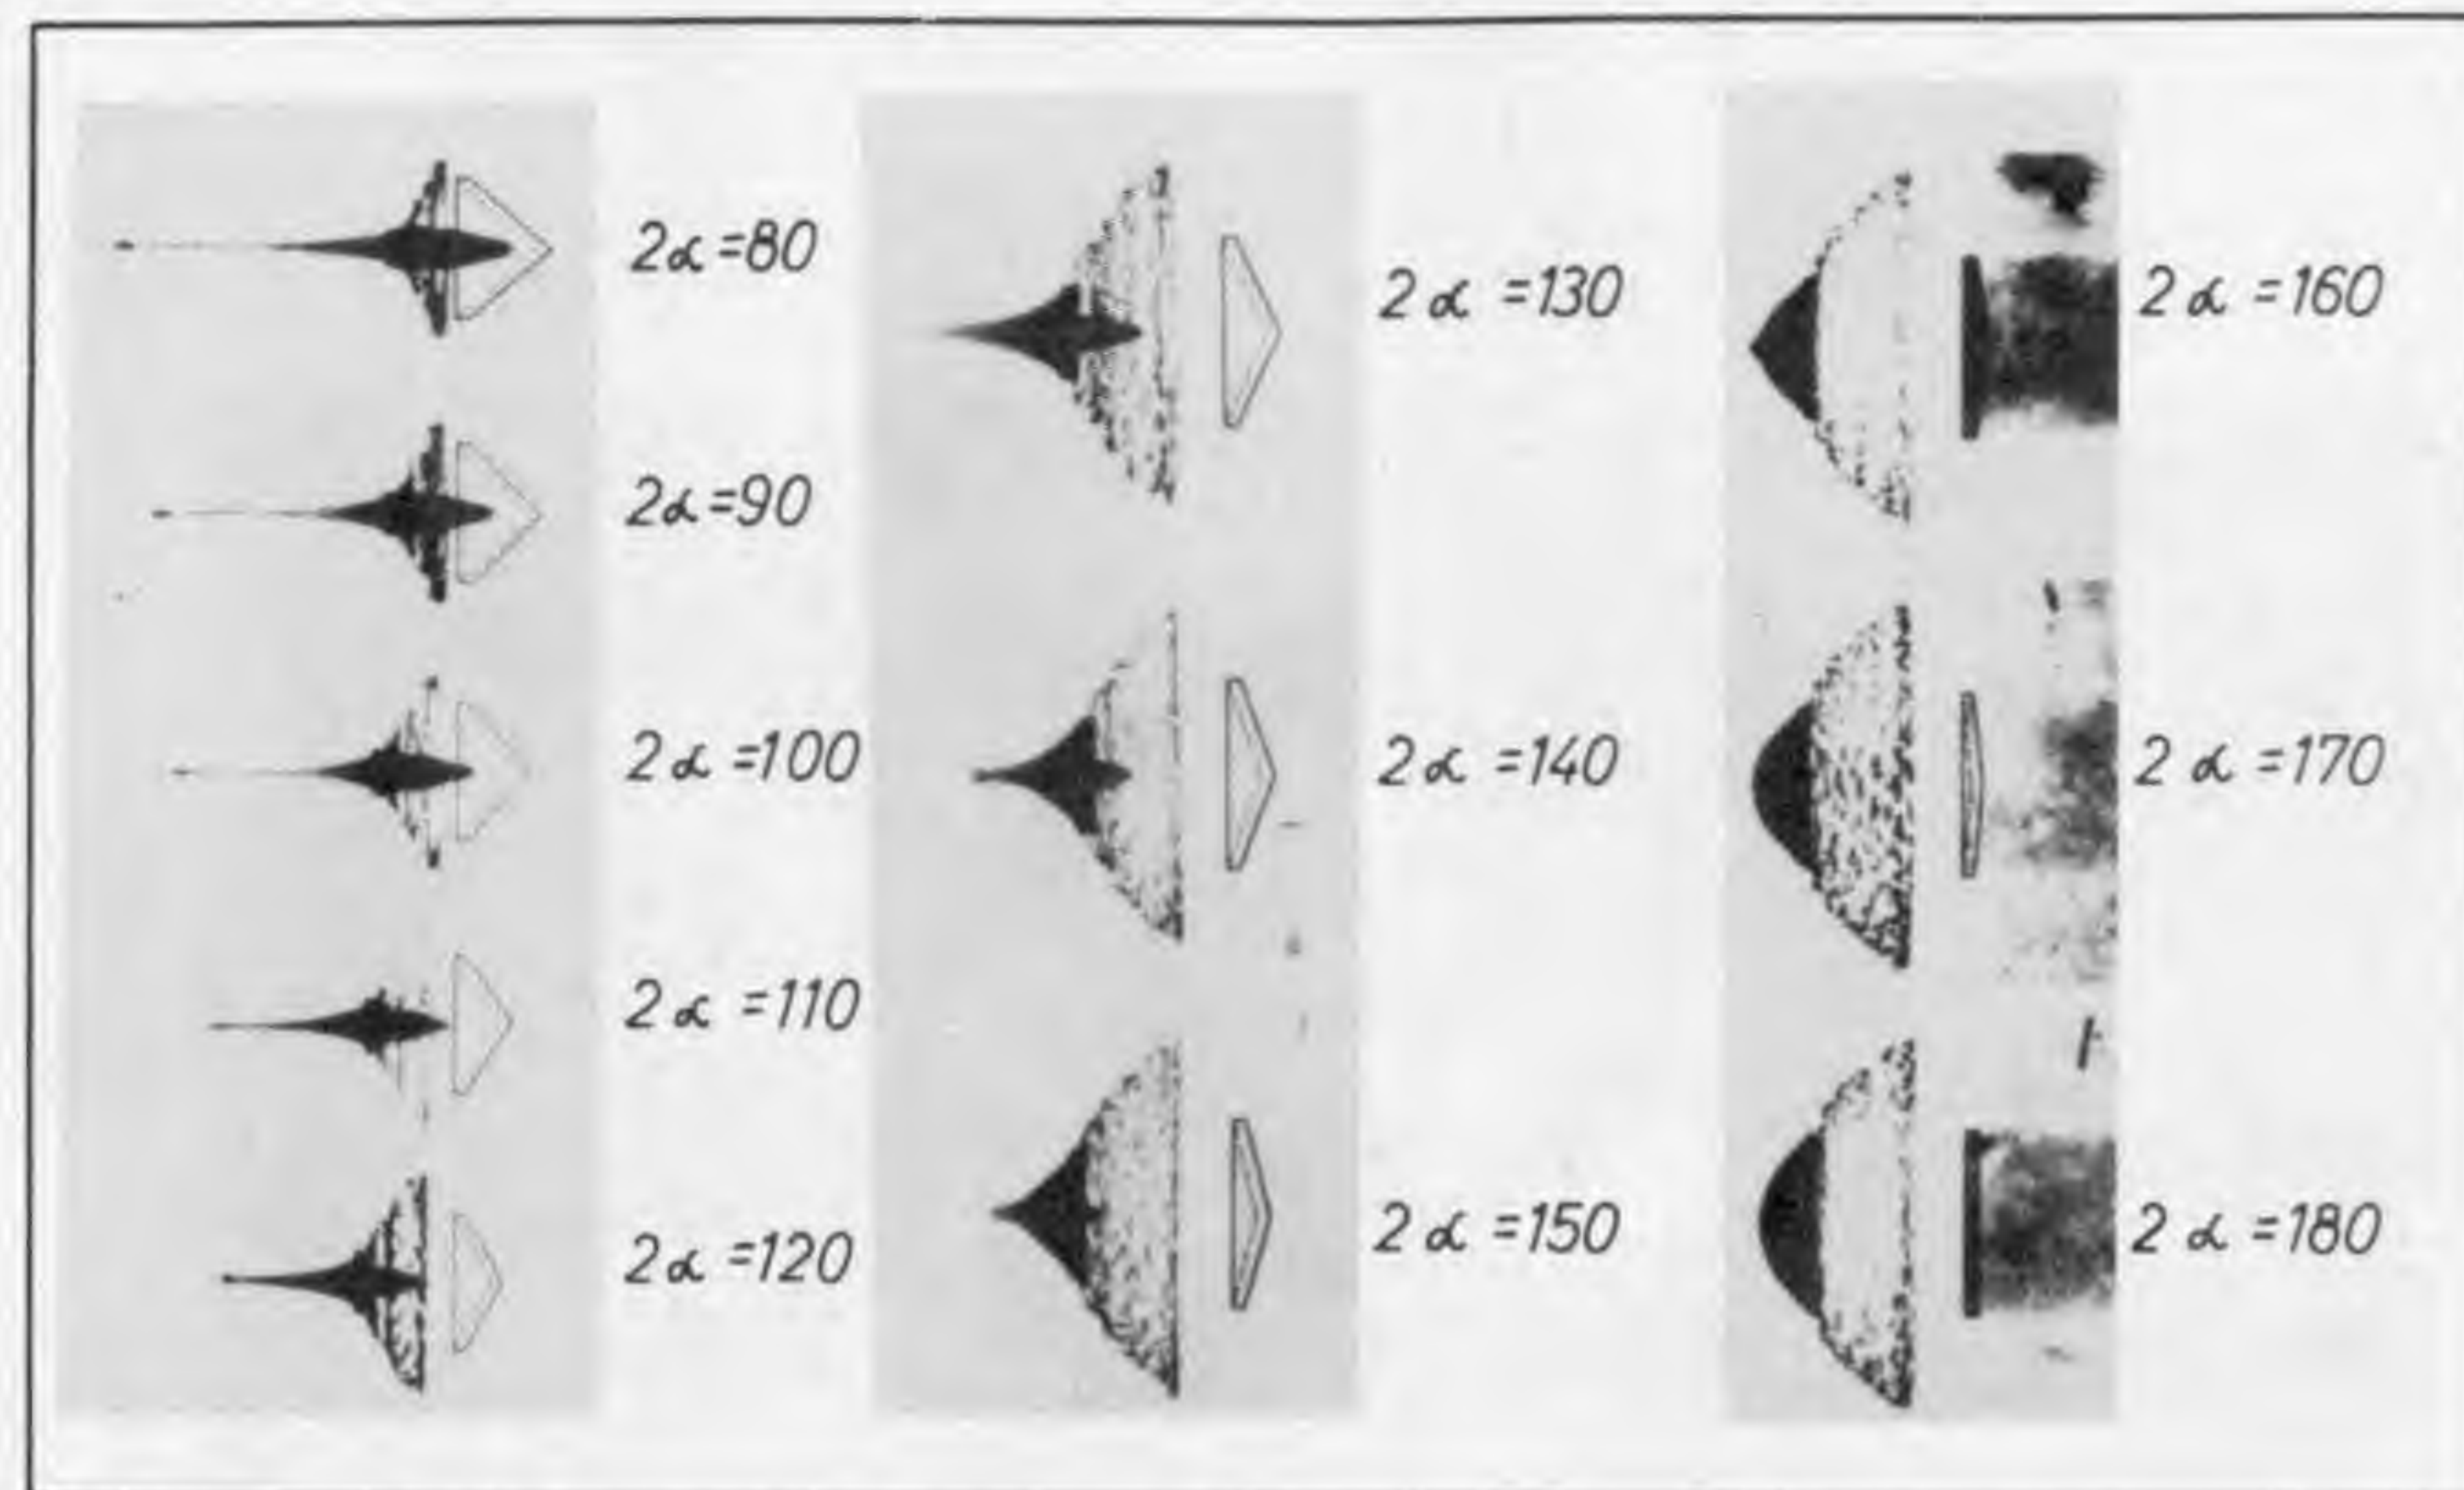 2α =80
2α =90
2α =100
2α =110
2α =120
2α =130
2α =140
2α =150
2α =160
2α =170
2α =180